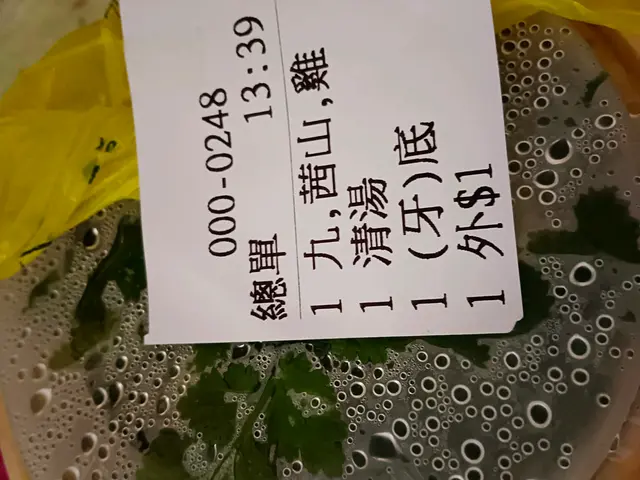 000-0248
總單 13:39
1 九,茜山,雞
1 清湯
1 (牙)底
1 外$1